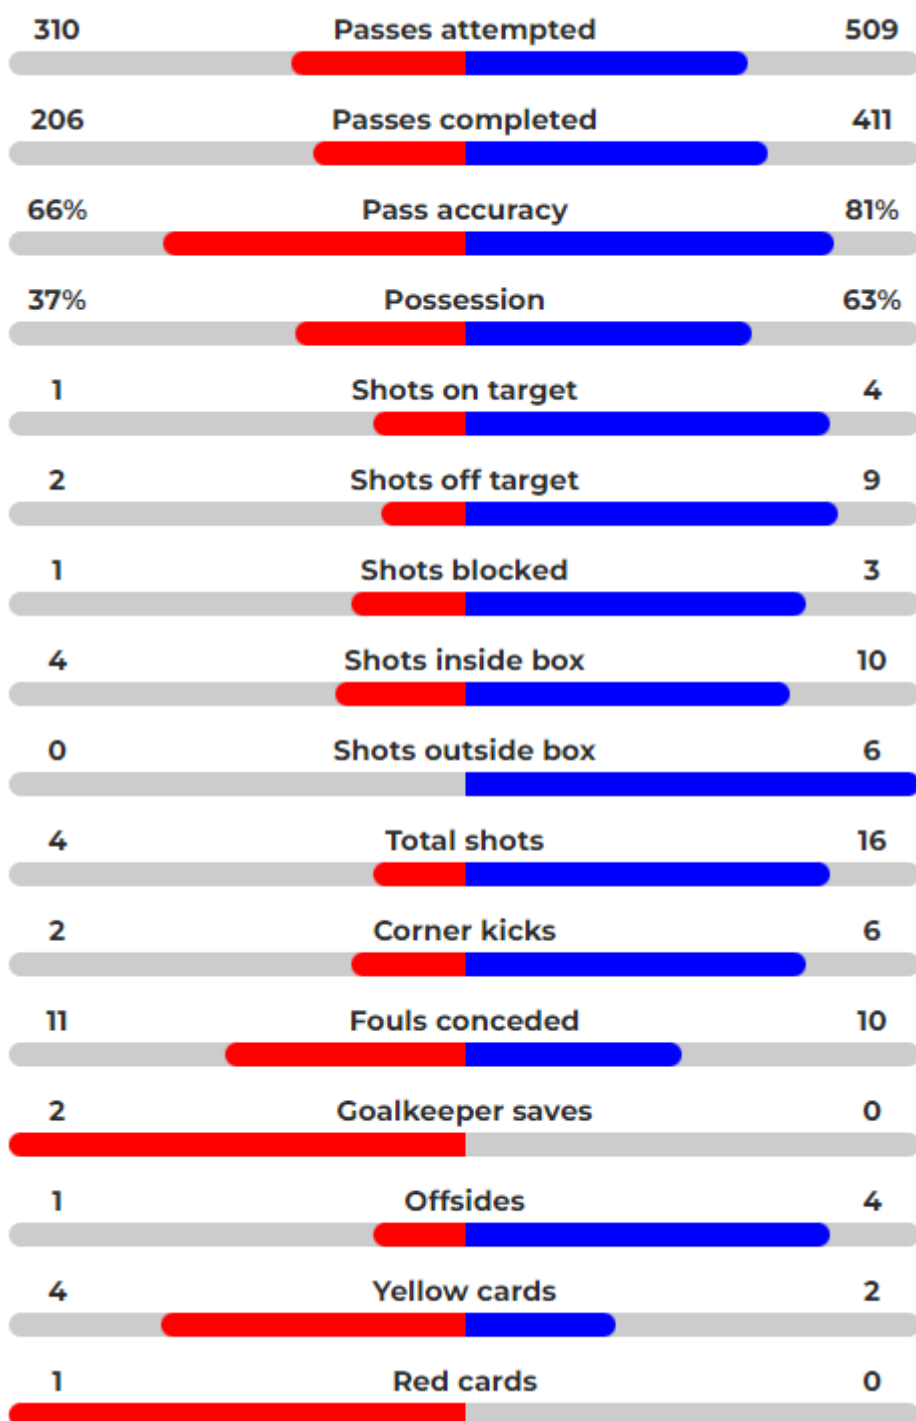 310 Passes attempted 509
206 Passes completed 411
66% Pass accuracy 81%
37% Possession 63%
1 Shots on target 4
2 Shots off target 9
1 Shots blocked 3
4 Shots inside box 10
0 Shots outside box 6
4 Total shots 16
2 Corner kicks 6
11 Fouls conceded 10
2 Goalkeeper saves 0
1 Offsides 4
4 Yellow cards 2
1 Red cards 0